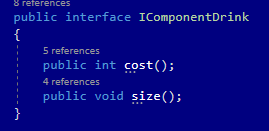 8 references
public interface IComponentDrink
{
5 references
public int cost();
4 references
public void size();
}